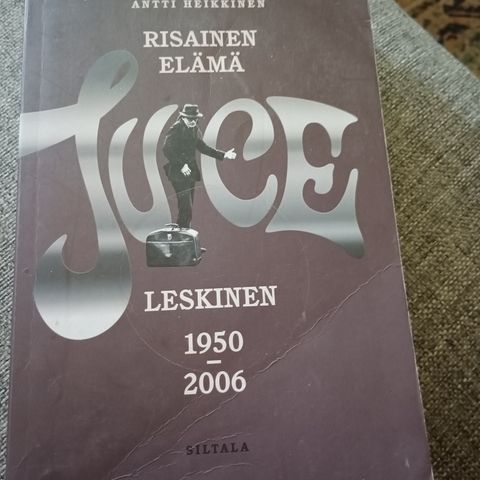 ANTTI HEIKKINEN
RISAINEN
ELÄMÄ
JUICE
LESKINEN
1950
–
2006
SILTALA